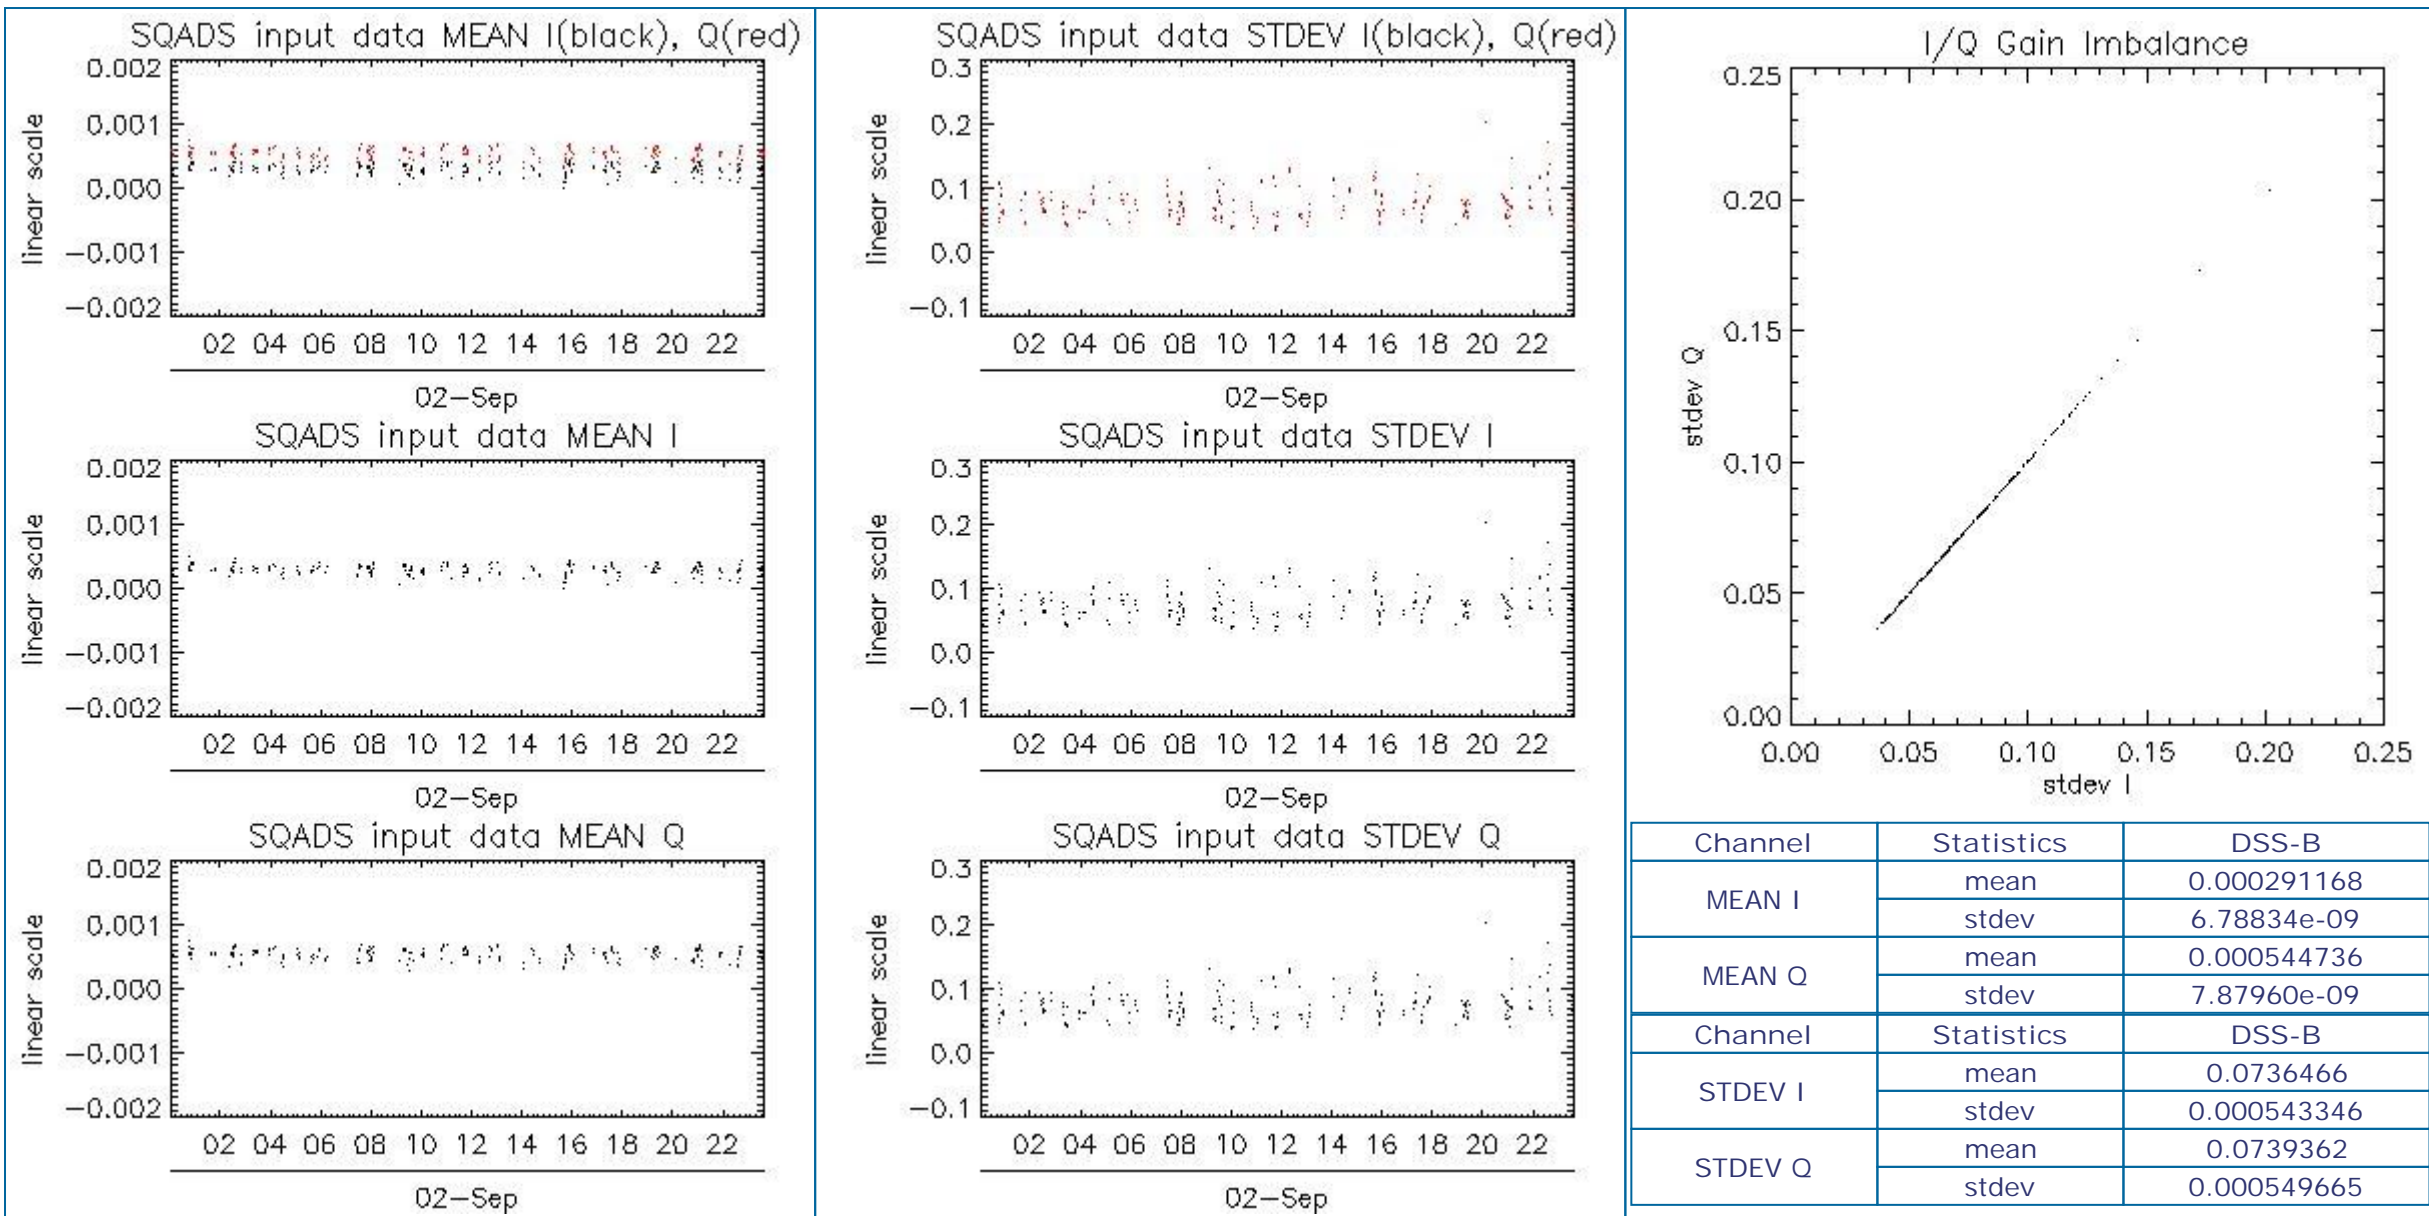 SQADS input data MEAN I(black), Q(red)
0.002
0.001
0.000
-0.001
-0.002
linear scale
02 04 06 08 10 12 14 16 18 20 22
02-Sep
SQADS input data MEAN I
0.002
0.001
0.000
-0.001
-0.002
linear scale
02 04 06 08 10 12 14 16 18 20 22
02-Sep
SQADS input data MEAN Q
0.002
0.001
0.000
-0.001
-0.002
linear scale
02 04 06 08 10 12 14 16 18 20 22
02-Sep
SQADS input data STDEV I(black), Q(red)
0.3
0.2
0.1
0.0
-0.1
linear scale
02 04 06 08 10 12 14 16 18 20 22
02-Sep
SQADS input data STDEV I
0.3
0.2
0.1
0.0
-0.1
linear scale
02 04 06 08 10 12 14 16 18 20 22
02-Sep
SQADS input data STDEV Q
0.3
0.2
0.1
0.0
-0.1
linear scale
02 04 06 08 10 12 14 16 18 20 22
02-Sep
I/Q Gain Imbalance
0.25
0.20
0.15
0.10
0.05
0.00
stdev Q
0.00 0.05 0.10 0.15 0.20 0.25
stdev I
Channel Statistics DSS-B
MEAN I mean 0.000291168
stdev 6.78834e-09
MEAN Q mean 0.000544736
stdev 7.87960e-09
Channel Statistics DSS-B
STDEV I mean 0.0736466
stdev 0.000543346
STDEV Q mean 0.0739362
stdev 0.000549665